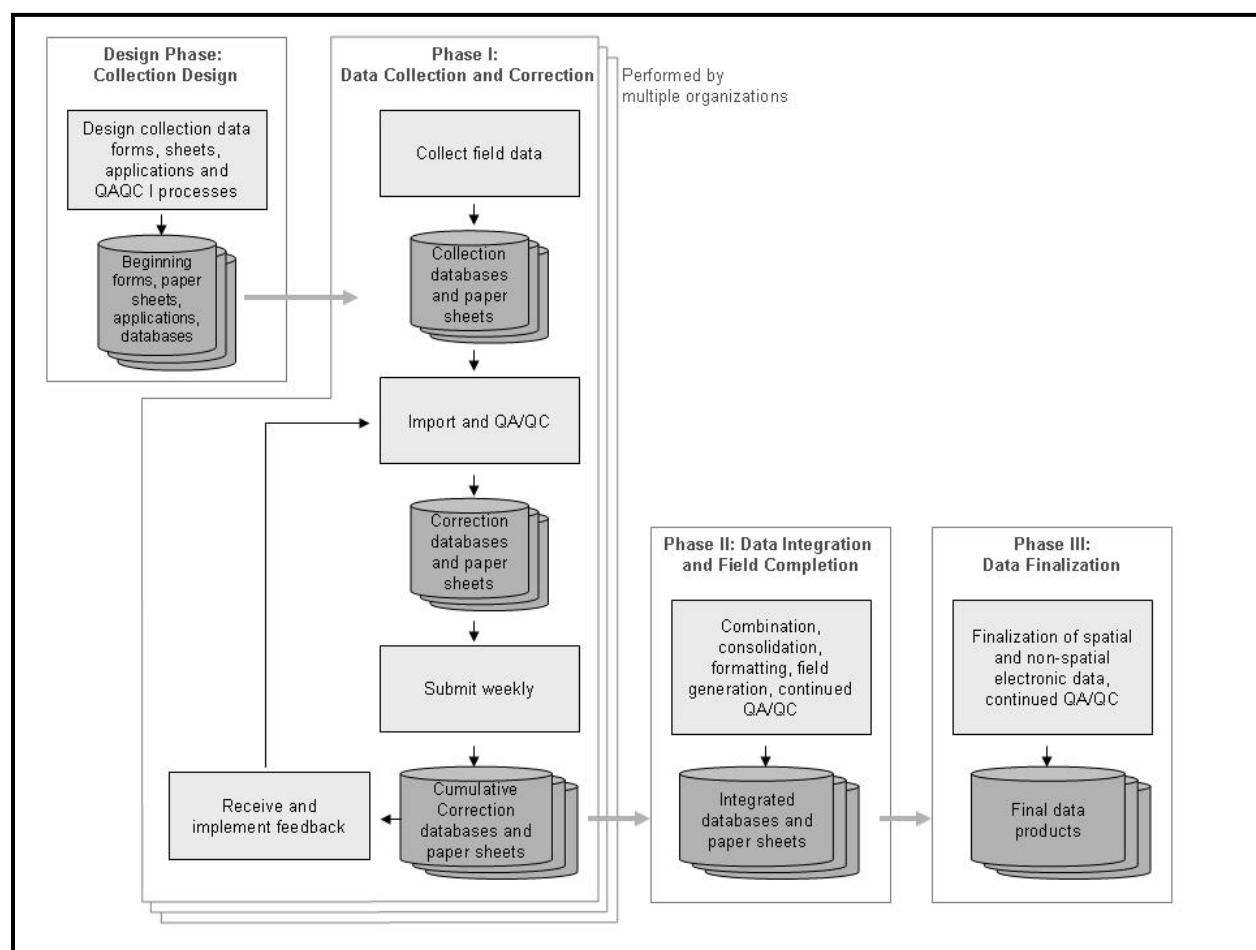 Design Phase:
Collection Design
Design collection data
forms, sheets,
applications and
QAQC I processes
Beginning
forms, paper
sheets,
applications,
databases
Phase I:
Data Collection and Correction
Performed by
multiple organizations
Collect field data
Collection
databases
and paper
sheets
Import and QA/QC
Correction
databases
and paper
sheets
Submit weekly
Cumulative
Correction
databases and
paper sheets
Receive and
implement feedback
Phase II: Data Integration
and Field Completion
Combination,
consolidation,
formatting, field
generation, continued
QA/QC
Integrated
databases and
paper sheets
Phase III:
Data Finalization
Finalization of spatial
and non-spatial
electronic data,
continued QA/QC
Final data
products